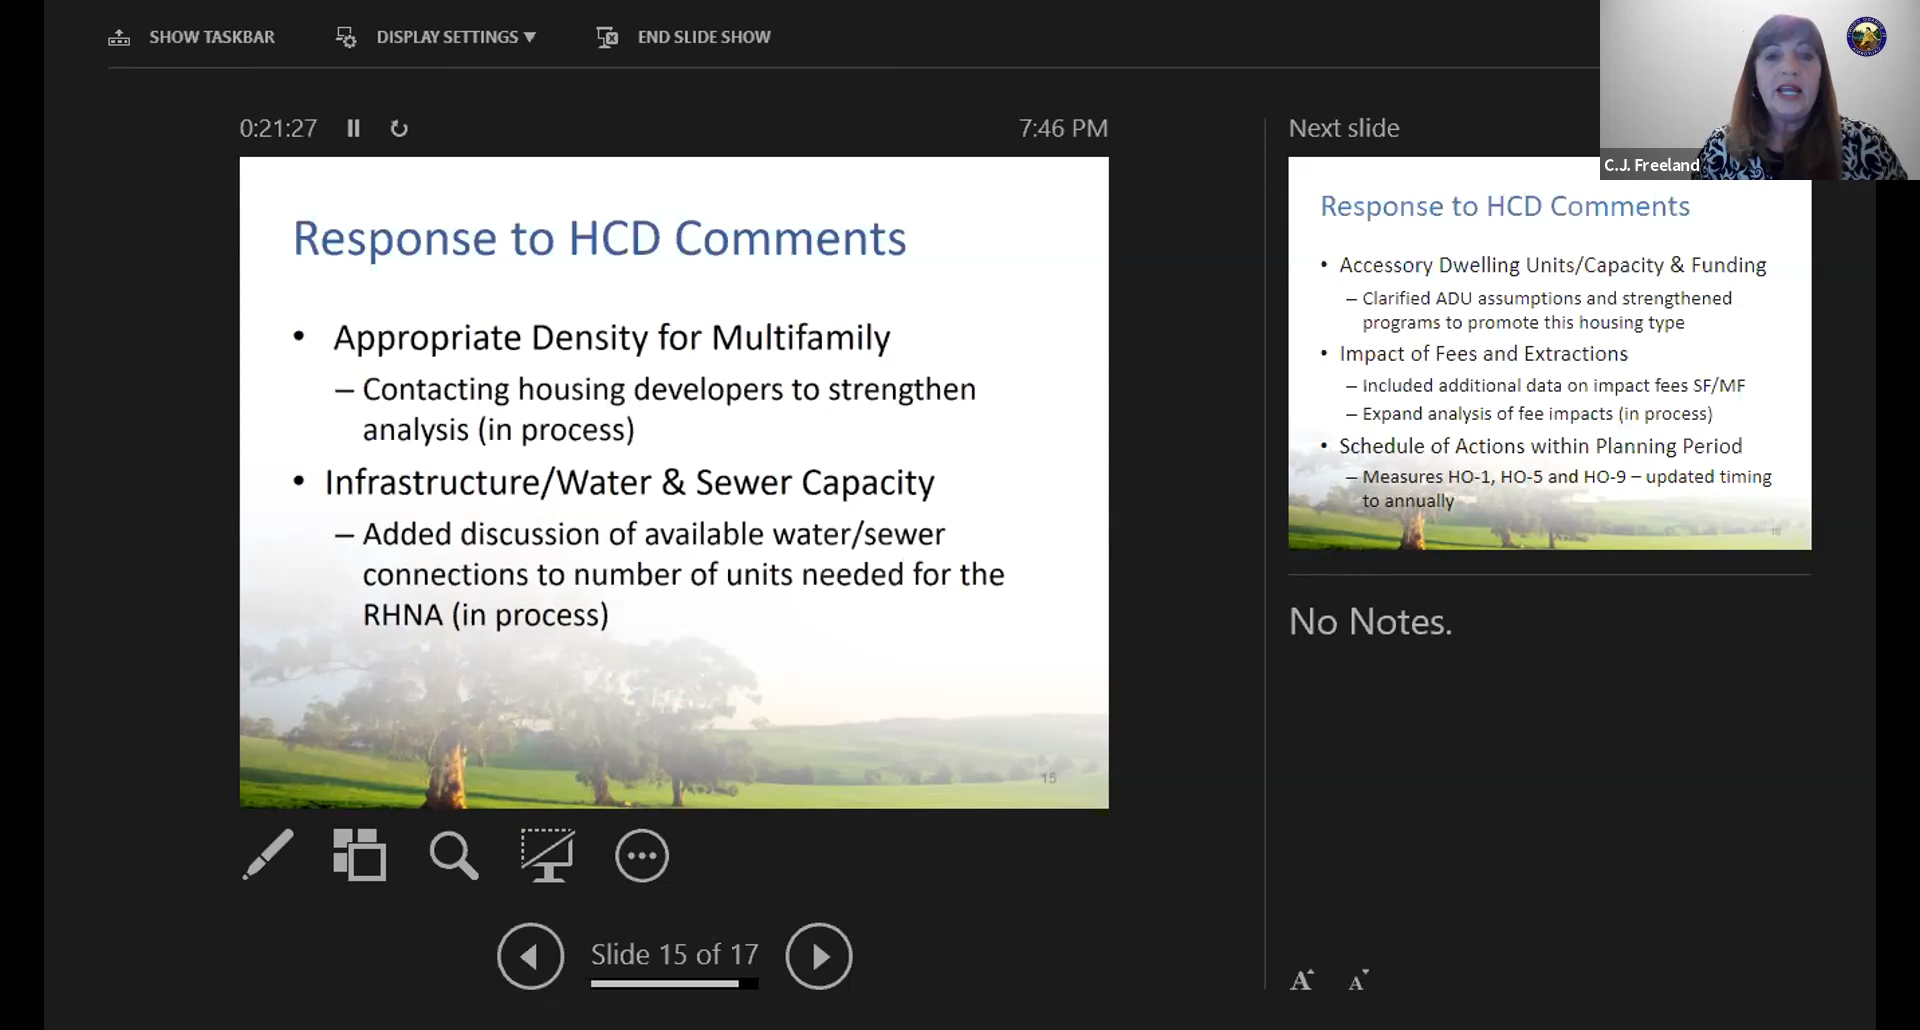 SHOW TASKBAR
DISPLAY SETTINGS
END SLIDE SHOW
0:21:27
7:46 PM
Response to HCD Comments
• Appropriate Density for Multifamily
– Contacting housing developers to strengthen
analysis (in process)
• Infrastructure/Water & Sewer Capacity
– Added discussion of available water/sewer
connections to number of units needed for the
RHNA (in process)
15
Slide 15 of 17
Next slide
C.J. Freeland
Response to HCD Comments
• Accessory Dwelling Units/Capacity & Funding
– Clarified ADU assumptions and strengthened
programs to promote this housing type
• Impact of Fees and Extractions
– Included additional data on impact fees SF/MF
– Expand analysis of fee impacts (in process)
• Schedule of Actions within Planning Period
– Measures HO-1, HO-5 and HO-9 – updated timing
to annually
16
No Notes.
A A